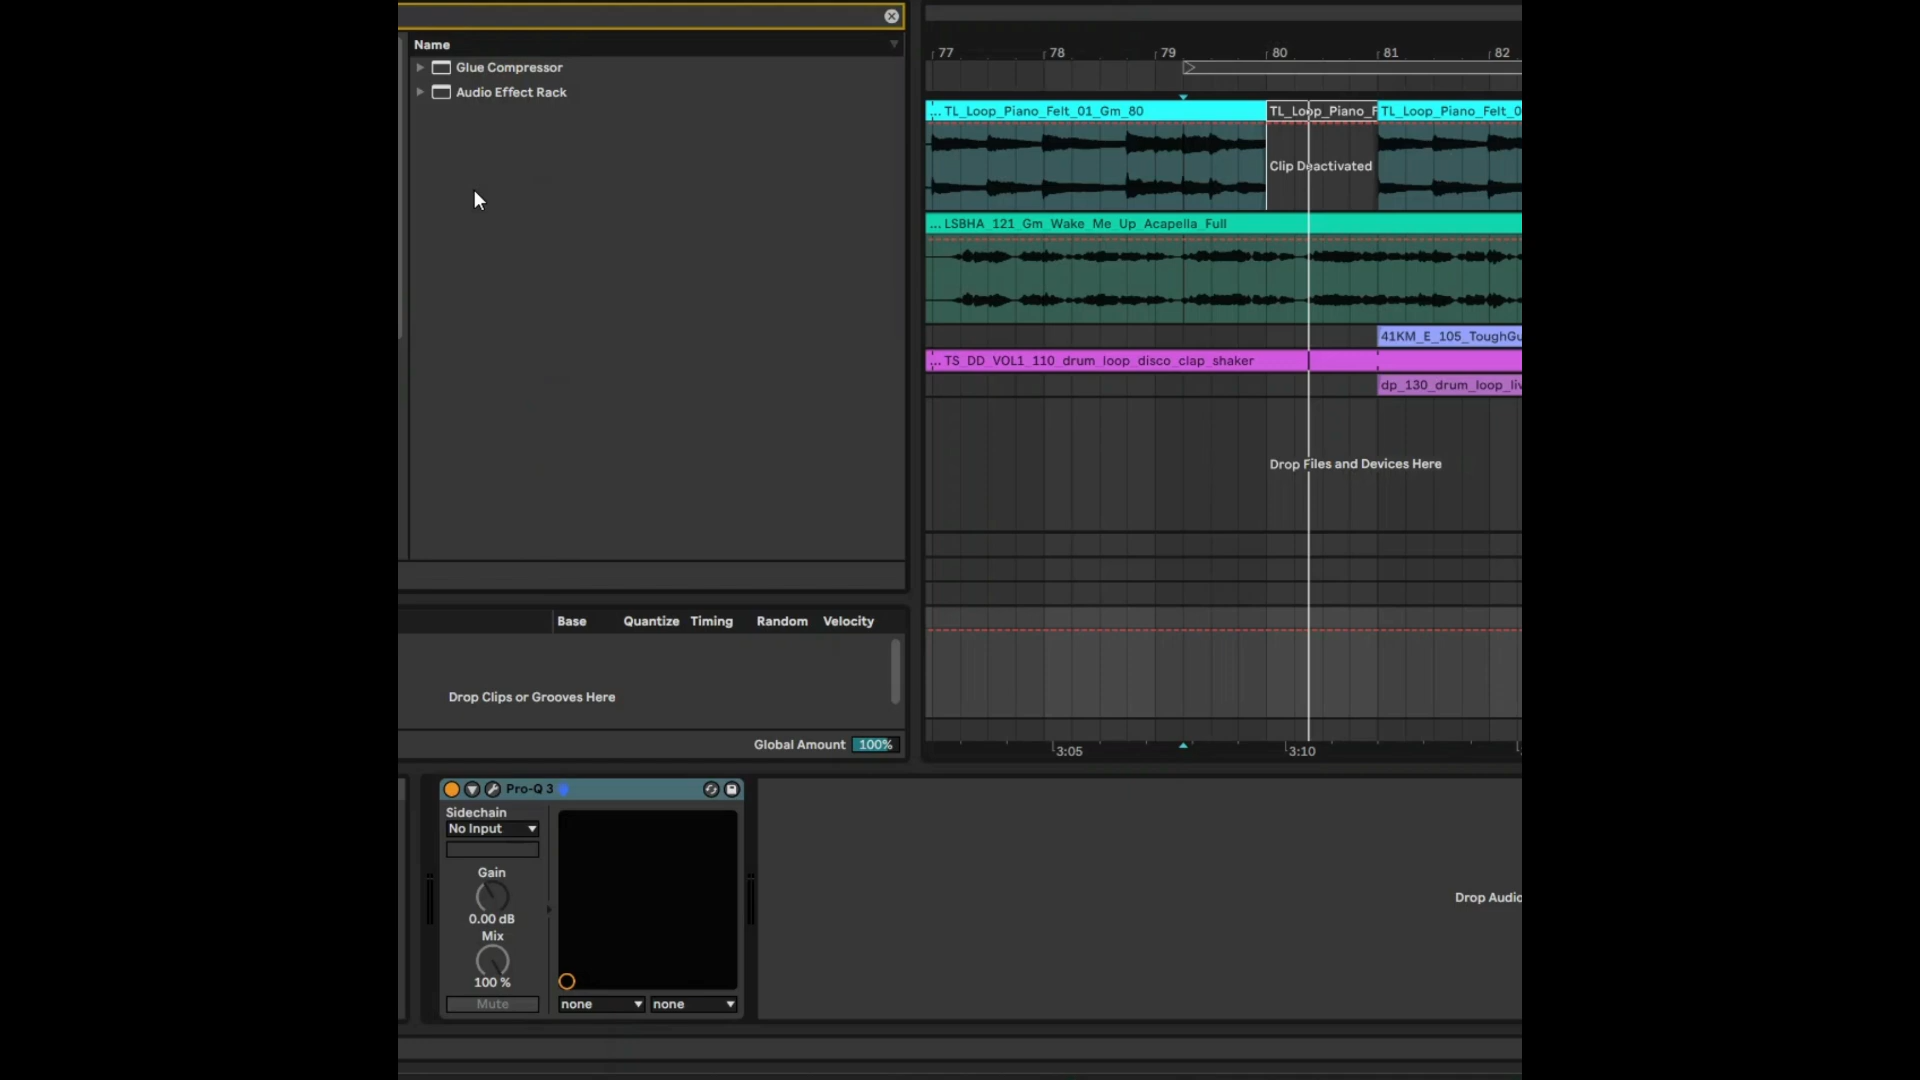 Name
Glue Compressor
Audio Effect Rack
77 78 79 80 81 82
... TL_Loop_Piano_Felt_01_Gm_80
TL_Loop_Piano_F
TL_Loop_Piano_Felt_0
Clip Deactivated
... LSBHA_121_Gm_Wake_Me_Up_Acapella_Full
41KM_E_105_ToughGu
... TS_DD_VOL1_110_drum_loop_disco_clap_shaker
dp_130_drum_loop_liv
Drop Files and Devices Here
Base Quantize Timing Random Velocity
Drop Clips or Grooves Here
Global Amount 100%
3:05 3:10
Pro-Q 3
Sidechain
No Input
Gain
0.00 dB
Mix
100 %
Mute
none none
Drop Audio